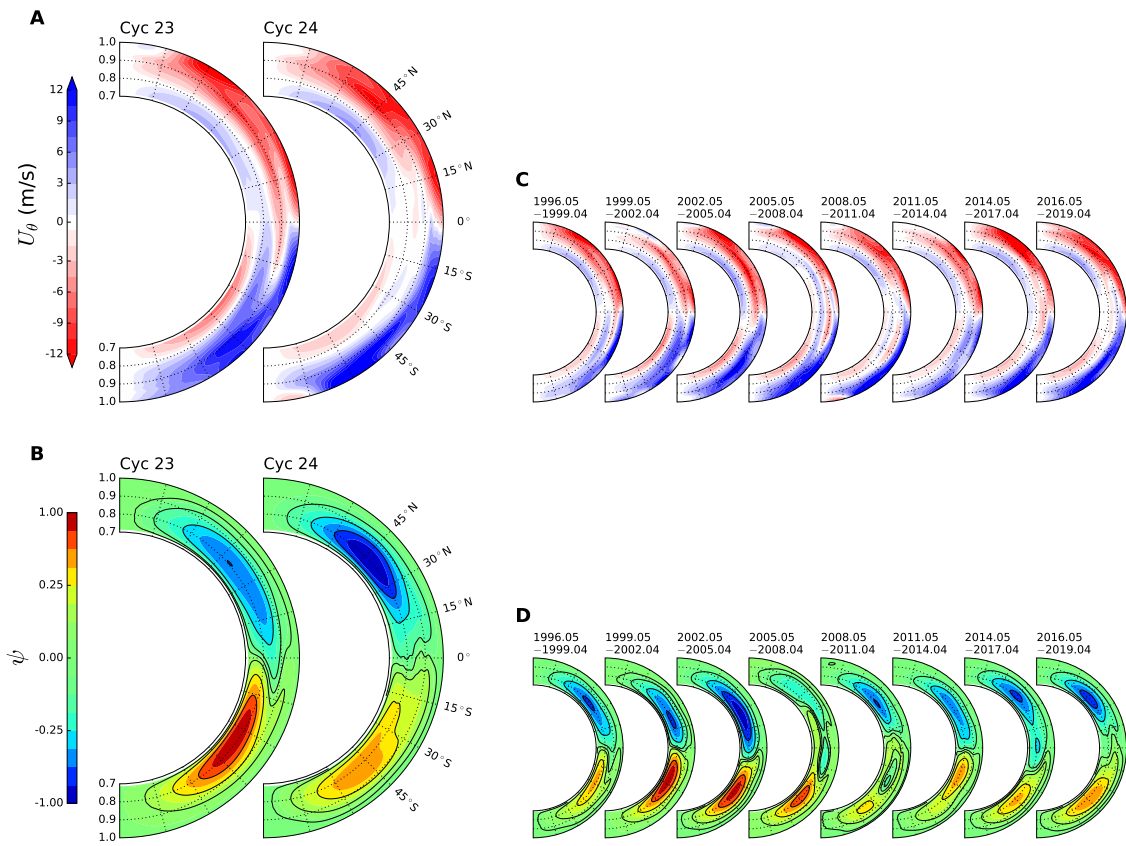 A
Cyc 23
Cyc 24
1.0
0.9
0.8
0.7
0.7
0.8
0.9
1.0
12
9
6
3
0
-3
-6
-9
-12
Uθ (m/s)
45°N
30°N
15°N
0°
15°S
30°S
45°S
C
1996.05
−1999.04
1999.05
−2002.04
2002.05
−2005.04
2005.05
−2008.04
2008.05
−2011.04
2011.05
−2014.04
2014.05
−2017.04
2016.05
−2019.04
B
Cyc 23
Cyc 24
1.0
0.9
0.8
0.7
0.7
0.8
0.9
1.0
1.00
0.25
0.00
-0.25
-1.00
ψ
45°N
30°N
15°N
0°
15°S
30°S
45°S
D
1996.05
−1999.04
1999.05
−2002.04
2002.05
−2005.04
2005.05
−2008.04
2008.05
−2011.04
2011.05
−2014.04
2014.05
−2017.04
2016.05
−2019.04